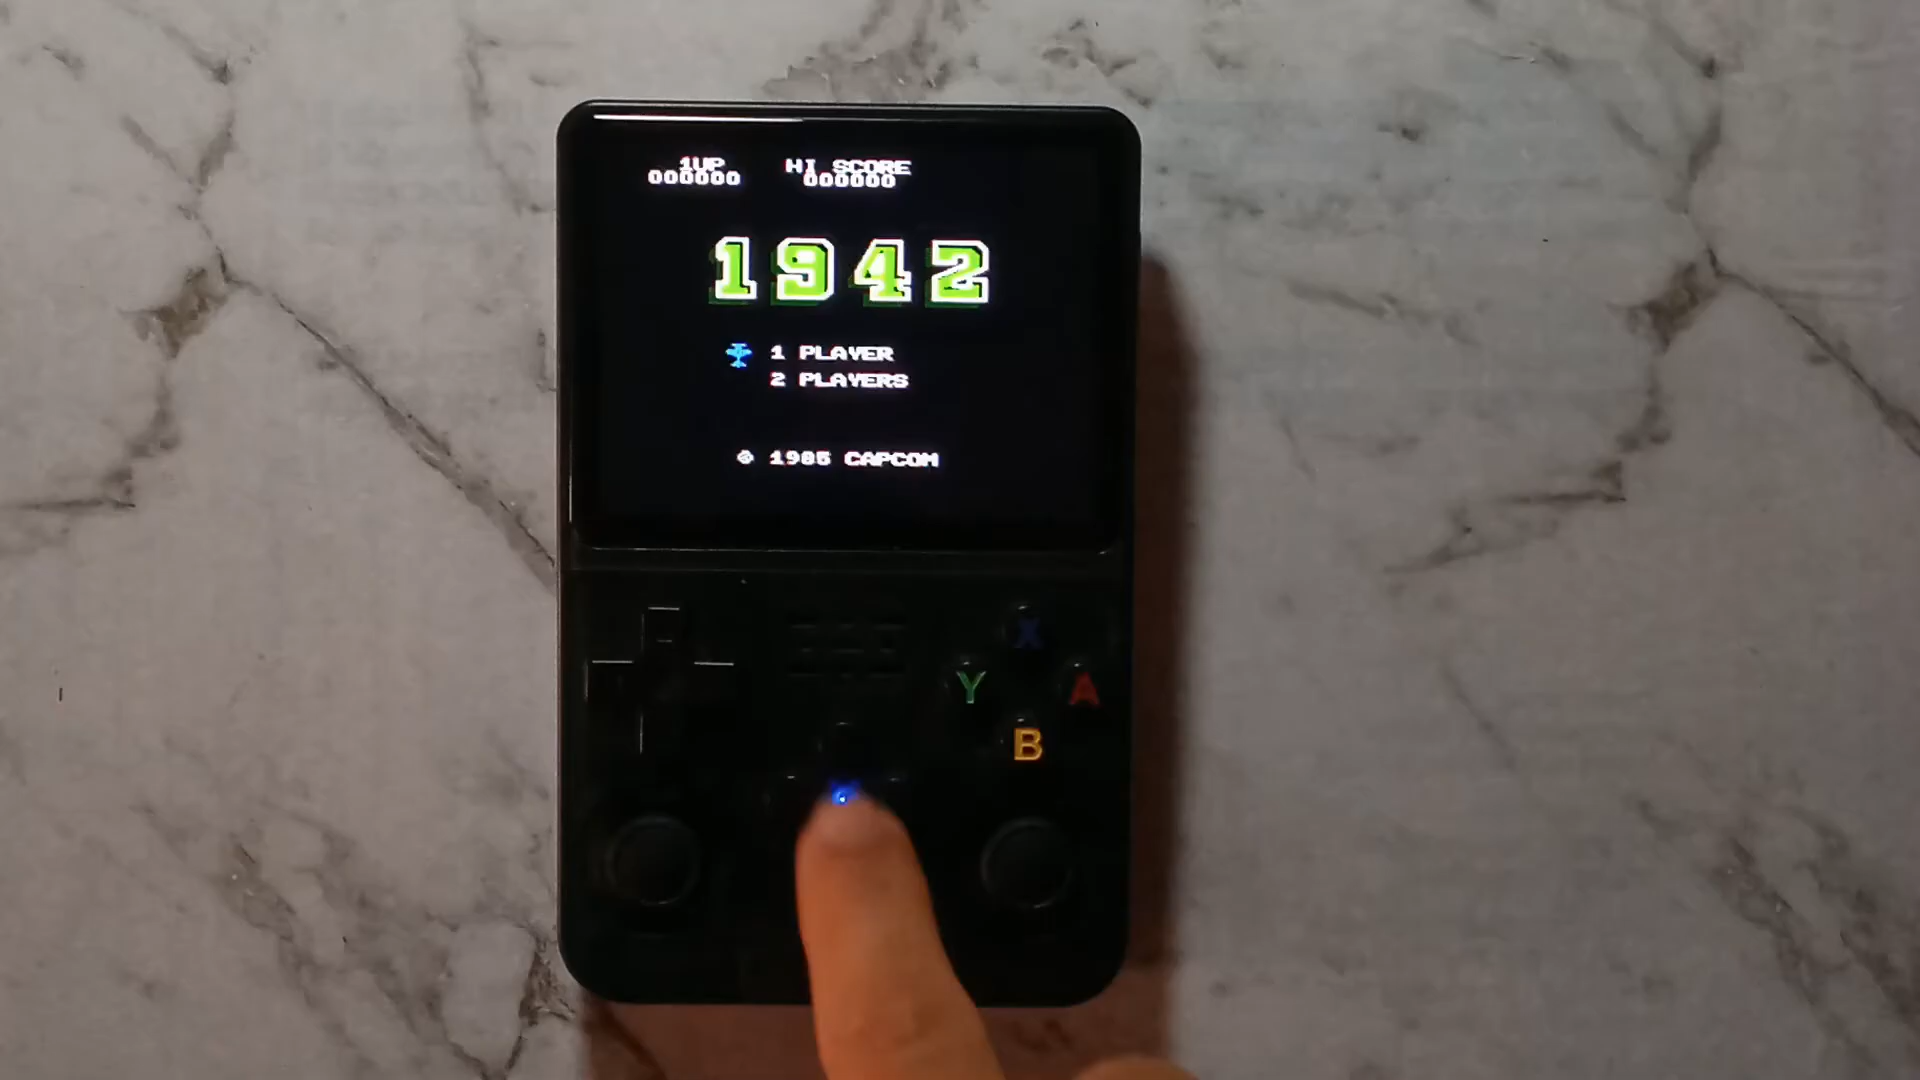 1UP HI SCORE
000000 000000
1942
1 PLAYER
2 PLAYERS
© 1985 CAPCOM
X
Y A
B